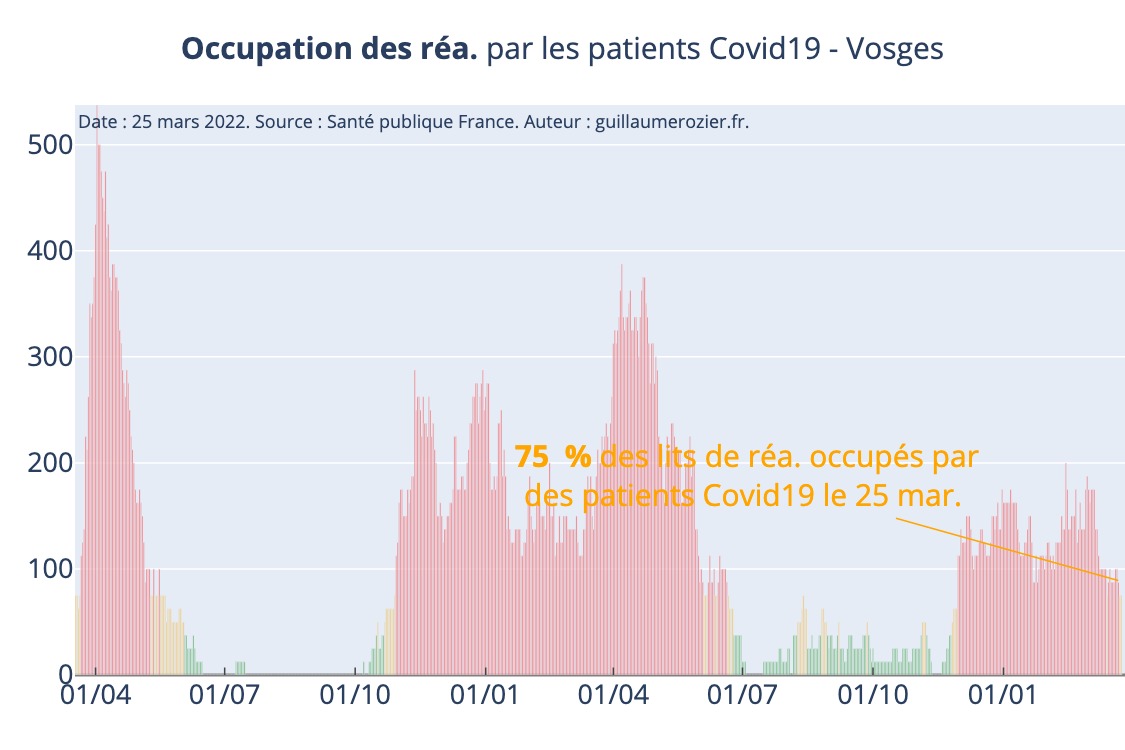 Occupation des réa. par les patients Covid19 - Vosges
Date : 25 mars 2022. Source : Santé publique France. Auteur : guillaumerozier.fr.
500
400
300
200
100
0
75 % des lits de réa. occupés par
des patients Covid19 le 25 mar.
01/04 01/07 01/10 01/01 01/04 01/07 01/10 01/01